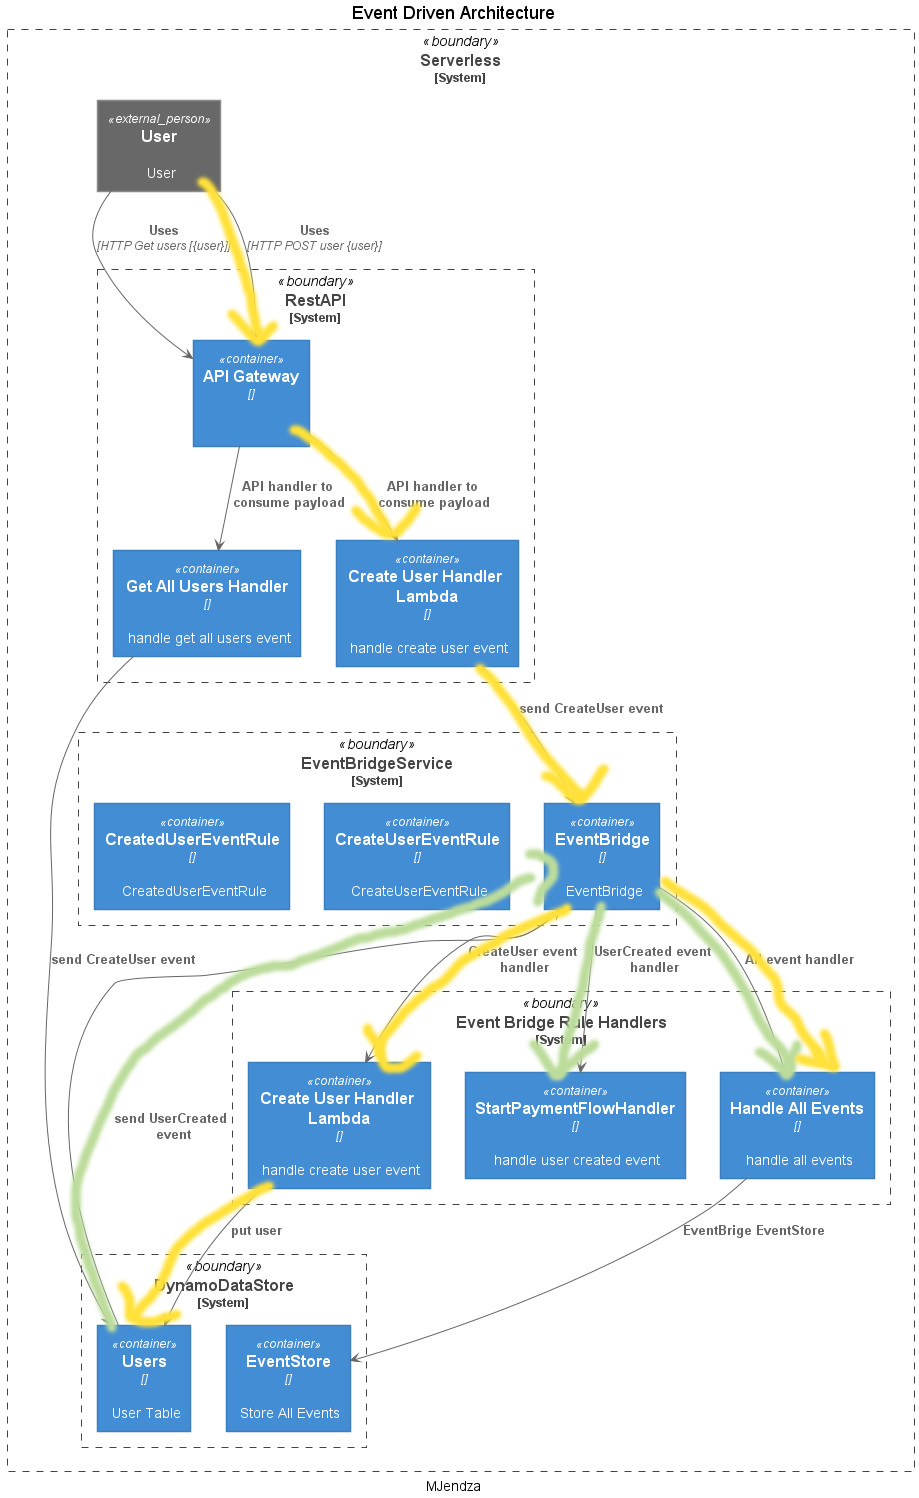 Event Driven Architecture
«boundary»
Serverless
[System]
«external_person»
User
User
Uses
[HTTP Get users [{user}]]
Uses
[HTTP POST user {user}]
«boundary»
RestAPI
[System]
«container»
API Gateway
[]
API handler to
consume payload
API handler to
consume payload
«container»
Get All Users Handler
[]
handle get all users event
«container»
Create User Handler
Lambda
[]
handle create user event
send CreateUser event
«boundary»
EventBridgeService
[System]
«container»
CreatedUserEventRule
[]
CreatedUserEventRule
«container»
CreateUserEventRule
[]
CreateUserEventRule
«container»
EventBridge
[]
EventBridge
send CreateUser event
CreateUser event
handler
UserCreated event
handler
All event handler
«boundary»
Event Bridge Rule Handlers
[System]
«container»
Create User Handler
Lambda
[]
handle create user event
«container»
StartPaymentFlowHandler
[]
handle user created event
«container»
Handle All Events
[]
handle all events
send UserCreated
event
put user
EventBrige EventStore
«boundary»
DynamoDataStore
[System]
«container»
Users
[]
User Table
«container»
EventStore
[]
Store All Events
MJendza